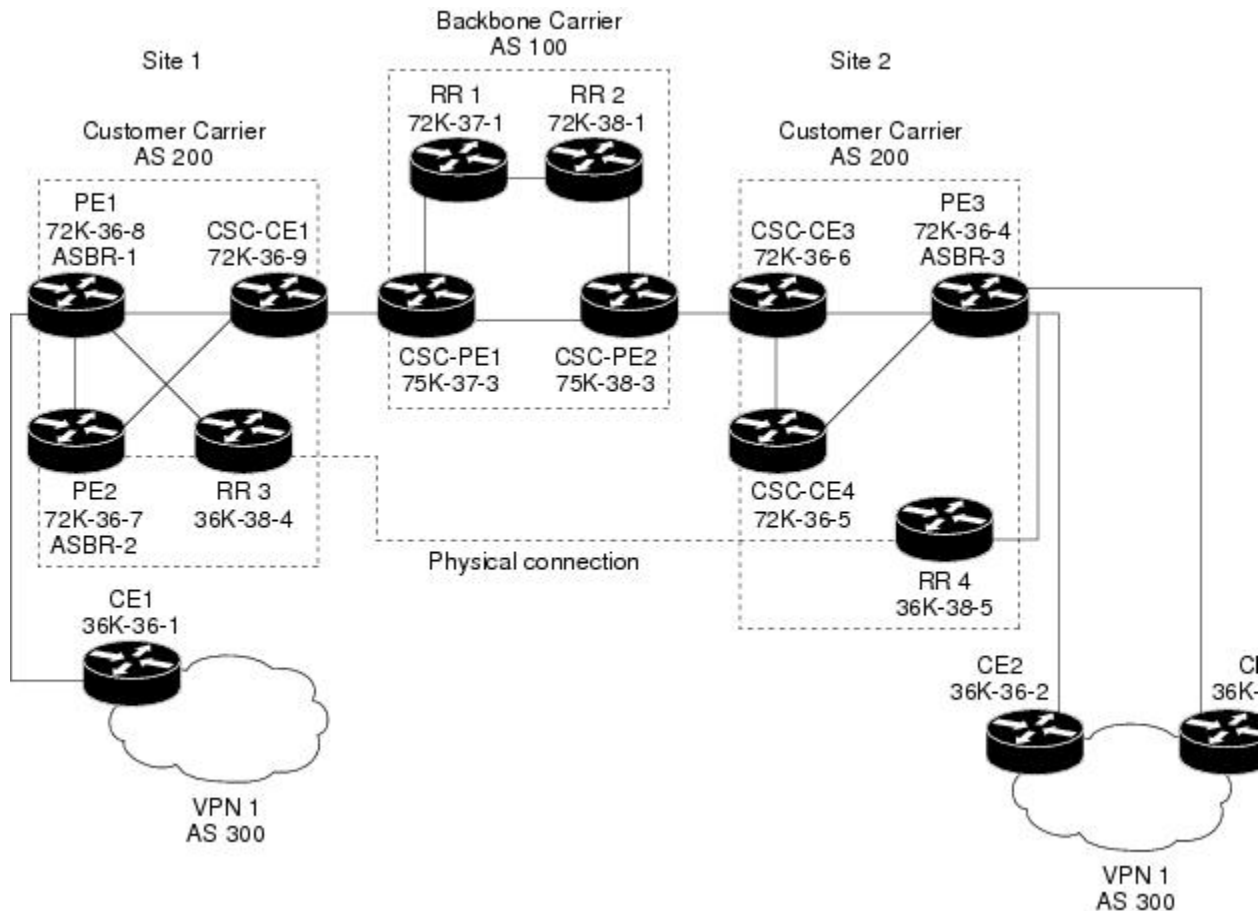 Backbone Carrier
AS 100
Site 1
Site 2
RR 1
72K-37-1
RR 2
72K-38-1
Customer Carrier
AS 200
Customer Carrier
AS 200
PE1
72K-36-8
ASBR-1
CSC-CE1
72K-36-9
CSC-CE3
72K-36-6
PE3
72K-36-4
ASBR-3
CSC-PE1
75K-37-3
CSC-PE2
75K-38-3
PE2
72K-36-7
ASBR-2
RR 3
36K-38-4
CSC-CE4
72K-36-5
Physical connection
RR 4
36K-38-5
CE1
36K-36-1
CE2
36K-36-2
VPN 1
AS 300
VPN 1
AS 300